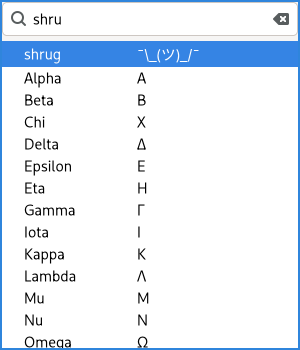 shru
shrug ¯\_(ツ)_/¯
Alpha Α
Beta Β
Chi Χ
Delta Δ
Epsilon Ε
Eta Η
Gamma Γ
Iota Ι
Kappa Κ
Lambda Λ
Mu Μ
Nu Ν
Omega Ω